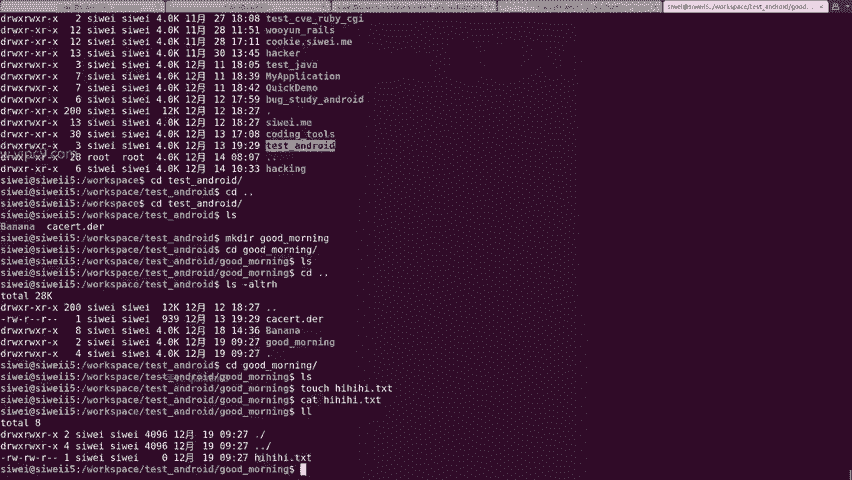 siwei@siweii5:/workspace/test_android/good...
drwxrwxr-x   2 siwei siwei 4.0K 11月 27 18:08 test_cve_ruby_cgi
drwxr-xr-x  12 siwei siwei 4.0K 11月 28 11:51 wooyun_rails
drwxr-xr-x  12 siwei siwei 4.0K 11月 28 17:11 cookie.siwei.me
drwxr-xr-x  13 siwei siwei 4.0K 11月 30 13:45 hacker
drwxrwxr-x   3 siwei siwei 4.0K 12月 11 18:05 test_java
drwxrwxr-x   7 siwei siwei 4.0K 12月 11 18:39 MyApplication
drwxrwxr-x   7 siwei siwei 4.0K 12月 11 18:42 QuickDemo
drwxrwxr-x   6 siwei siwei 4.0K 12月 12 17:59 bug_study_android
drwxr-xr-x 200 siwei siwei  12K 12月 12 18:27 .
drwxrwxr-x  13 siwei siwei 4.0K 12月 13 17:08 siwei.me
drwxrwxr-x  30 siwei siwei 4.0K 12月 13 17:08 coding_tools
drwxrwxr-x   3 siwei siwei 4.0K 12月 13 19:29 test_android
drwxr-xr-x  28 root  root  4.0K 12月 14 08:07 ..
drwxrwxr-x   6 siwei siwei 4.0K 12月 14 10:33 hacking
siwei@siweii5:/workspace$ cd test_android/
siwei@siweii5:/workspace/test_android$ cd ..
siwei@siweii5:/workspace$ cd test_android/
siwei@siweii5:/workspace/test_android$ ls
Banana  cacert.der
siwei@siweii5:/workspace/test_android$ mkdir good_morning
siwei@siweii5:/workspace/test_android$ cd good_morning/
siwei@siweii5:/workspace/test_android/good_morning$ ls
siwei@siweii5:/workspace/test_android/good_morning$ cd ..
siwei@siweii5:/workspace/test_android$ ls -altrh
total 28K
drwxr-xr-x 200 siwei siwei  12K 12月 12 18:27 ..
-rw-r--r--   1 siwei siwei  939 12月 13 19:29 cacert.der
drwxrwxr-x   8 siwei siwei 4.0K 12月 18 14:36 Banana
drwxrwxr-x   2 siwei siwei 4.0K 12月 19 09:27 good_morning
drwxrwxr-x   4 siwei siwei 4.0K 12月 19 09:27 .
siwei@siweii5:/workspace/test_android$ cd good_morning/
siwei@siweii5:/workspace/test_android/good_morning$ ls
siwei@siweii5:/workspace/test_android/good_morning$ touch hihihi.txt
siwei@siweii5:/workspace/test_android/good_morning$ cat hihihi.txt
siwei@siweii5:/workspace/test_android/good_morning$ ll
total 8
drwxrwxr-x 2 siwei siwei 4096 12月 19 09:27 ./
drwxrwxr-x 4 siwei siwei 4096 12月 19 09:27 ../
-rw-rw-r-- 1 siwei siwei    0 12月 19 09:27 hihihi.txt
siwei@siweii5:/workspace/test_android/good_morning$